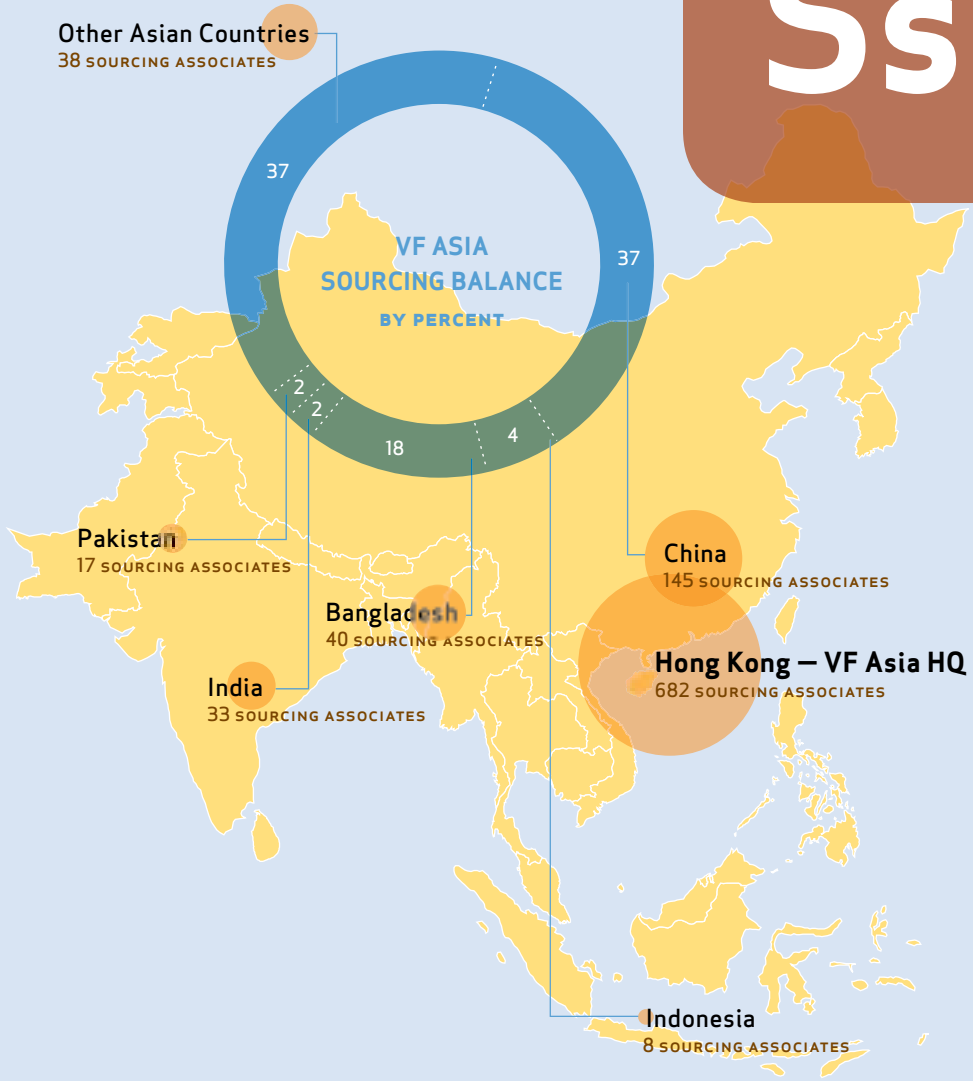 Ss
Other Asian Countries
38 SOURCING ASSOCIATES
37
VF ASIA
SOURCING BALANCE
BY PERCENT
37
2
2
18
4
Pakistan
17 SOURCING ASSOCIATES
China
145 SOURCING ASSOCIATES
Bangladesh
40 SOURCING ASSOCIATES
Hong Kong — VF Asia HQ
682 SOURCING ASSOCIATES
India
33 SOURCING ASSOCIATES
Indonesia
8 SOURCING ASSOCIATES